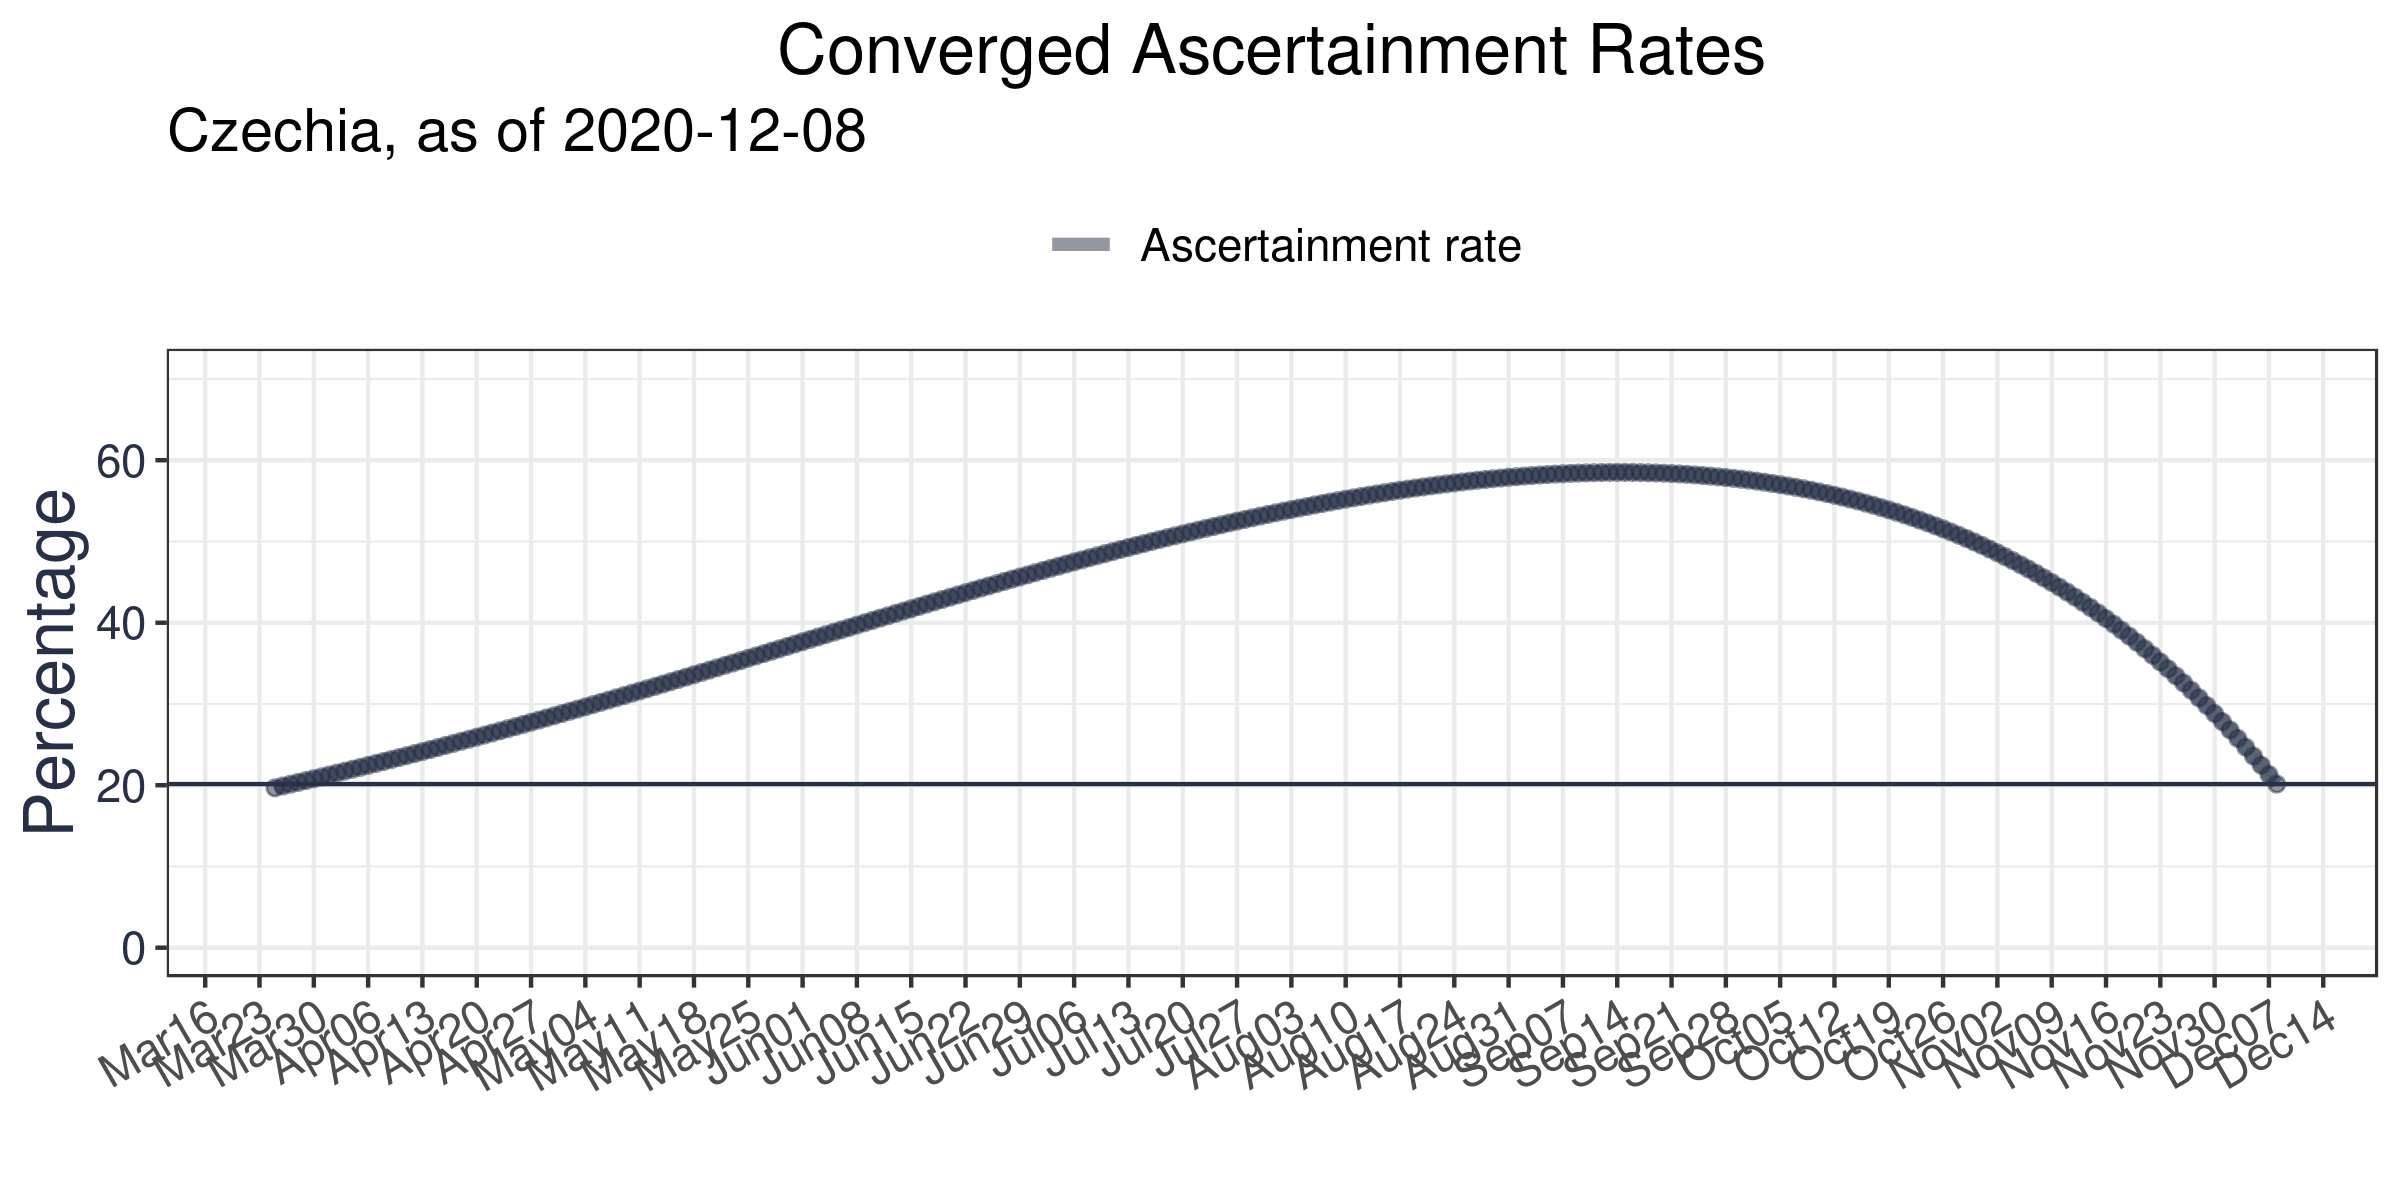 Converged Ascertainment Rates
Czechia, as of 2020-12-08
Ascertainment rate
Percentage
60
40
20
0
Mar16 Mar23 Mar30 Apr06 Apr13 Apr20 Apr27 May04 May11 May18 May25 Jun01 Jun08 Jun15 Jun22 Jun29 Jul06 Jul13 Jul20 Jul27 Aug03 Aug10 Aug17 Aug24 Aug31 Sep07 Sep14 Sep21 Sep28 Oct05 Oct12 Oct19 Oct26 Nov02 Nov09 Nov16 Nov23 Nov30 Dec07 Dec14